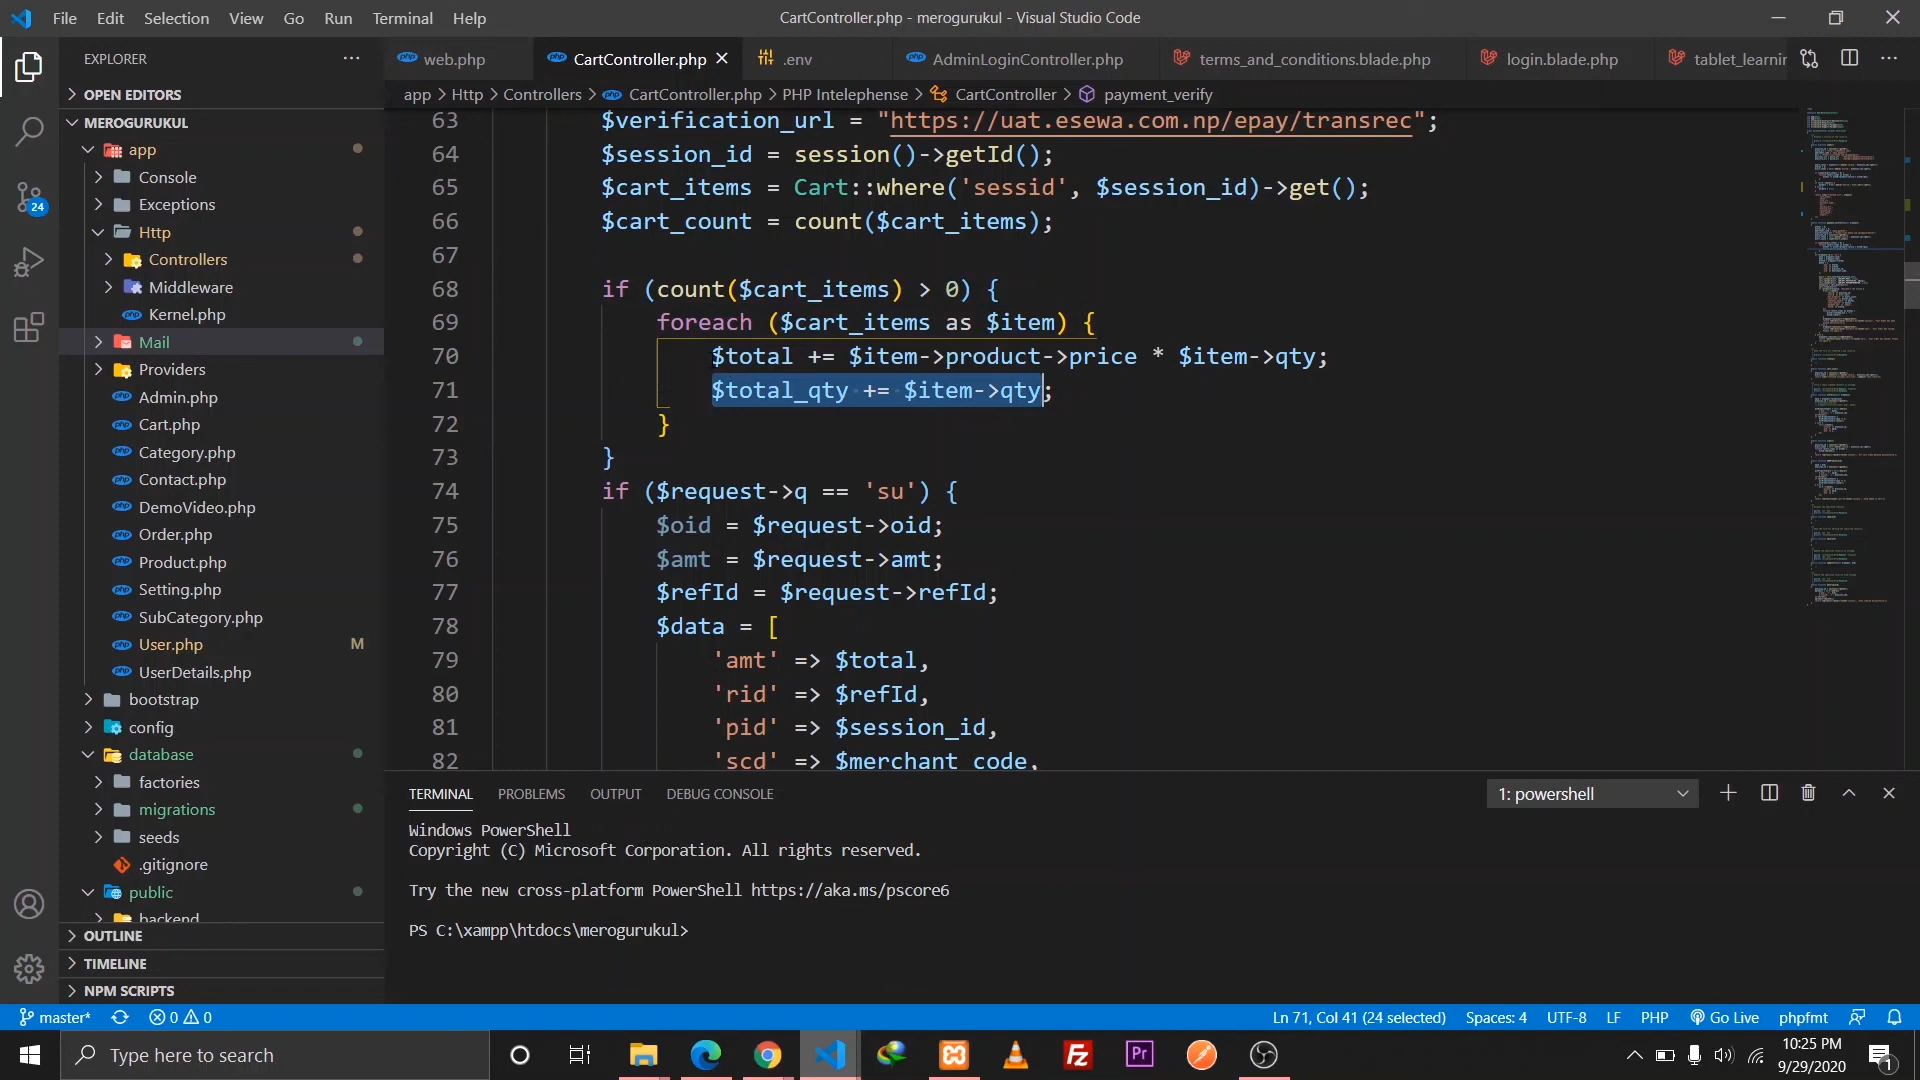 File Edit Selection View Go Run Terminal Help
CartController.php - merogurukul - Visual Studio Code
EXPLORER
web.php
CartController.php
.env
AdminLoginController.php
terms_and_conditions.blade.php
login.blade.php
tablet_learnin
app > Http > Controllers > CartController.php > PHP Intelephense > CartController > payment_verify
OPEN EDITORS
MEROGURUKUL
app
Console
Exceptions
Http
Controllers
Middleware
Kernel.php
Mail
Providers
Admin.php
Cart.php
Category.php
Contact.php
DemoVideo.php
Order.php
Product.php
Setting.php
SubCategory.php
User.php M
UserDetails.php
bootstrap
config
database
factories
migrations
seeds
.gitignore
public
backend
OUTLINE
TIMELINE
NPM SCRIPTS
24
63 $verification_url = "https://uat.esewa.com.np/epay/transrec";
64 $session_id = session()->getId();
65 $cart_items = Cart::where('sessid', $session_id)->get();
66 $cart_count = count($cart_items);
67
68 if (count($cart_items) > 0) {
69 foreach ($cart_items as $item) {
70 $total += $item->product->price * $item->qty;
71 $total_qty += $item->qty;
72 }
73 }
74 if ($request->q == 'su') {
75 $oid = $request->oid;
76 $amt = $request->amt;
77 $refId = $request->refId;
78 $data = [
79 'amt' => $total,
80 'rid' => $refId,
81 'pid' => $session_id,
82 'scd' => $merchant_code,
TERMINAL PROBLEMS OUTPUT DEBUG CONSOLE
1: powershell
Windows PowerShell
Copyright (C) Microsoft Corporation. All rights reserved.
Try the new cross-platform PowerShell https://aka.ms/pscore6
PS C:\xampp\htdocs\merogurukul>
master* 0 0
Ln 71, Col 41 (24 selected) Spaces: 4 UTF-8 LF PHP Go Live phpfmt
Type here to search
Pr
10:25 PM
9/29/2020
1